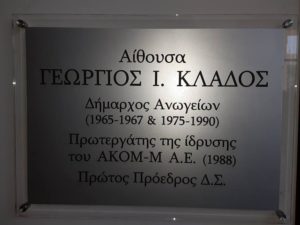 Αίθουσα
ΓΕΩΡΓΙΟΣ Ι. ΚΛΑΔΟΣ
Δήμαρχος Ανωγείων
(1965-1967 & 1975-1990)
Πρωτεργάτης της ίδρυσης
του ΑΚΟΜ-Μ Α.Ε. (1988)
Πρώτος Πρόεδρος Δ.Σ.